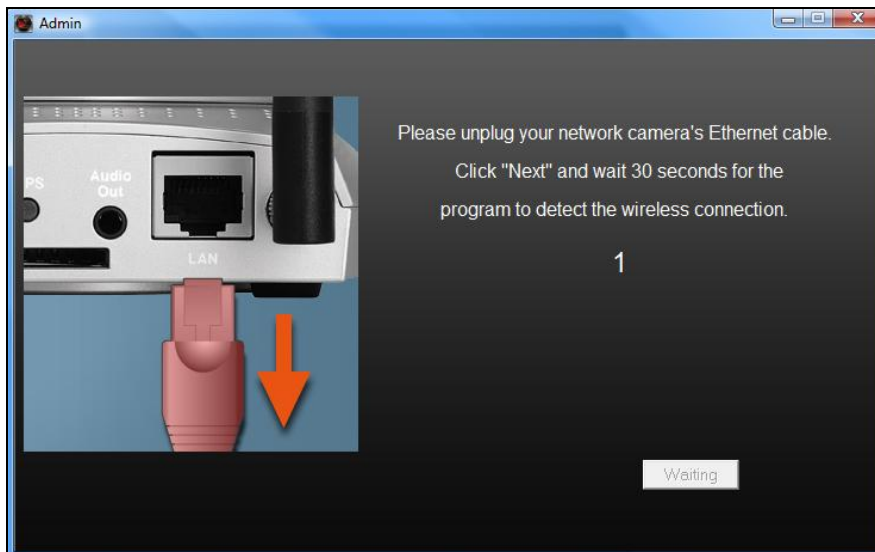 Admin
Please unplug your network camera's Ethernet cable.
Click "Next" and wait 30 seconds for the
program to detect the wireless connection.
1
PS
Audio
Out
LAN
Waiting